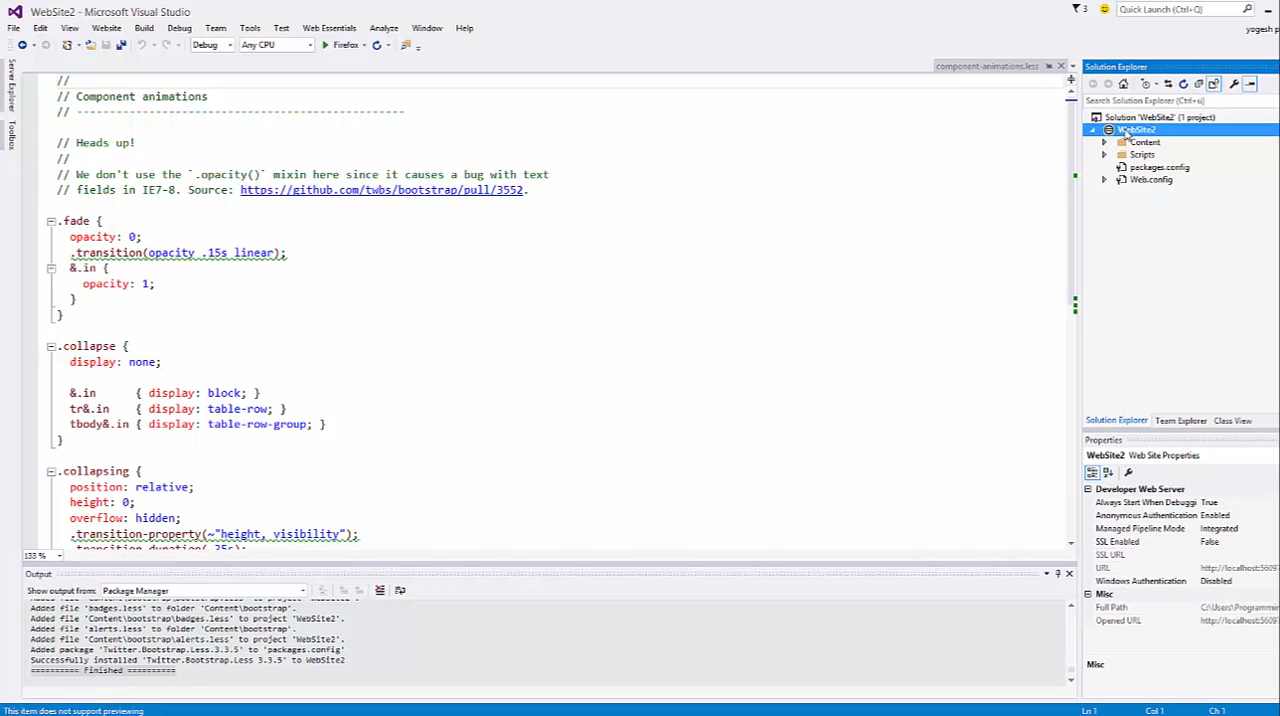 WebSite2 - Microsoft Visual Studio
3
Quick Launch (Ctrl+Q)
File Edit View Website Build Debug Team Tools Test Web Essentials Analyze Window Help
yogesh p
Debug Any CPU Firefox
Server Explorer
Toolbox
component-animations.less
//
// Component animations
// --------------------------------------------------
// Heads up!
//
// We don't use the `.opacity()` mixin here since it causes a bug with text
// fields in IE7-8. Source: https://github.com/twbs/bootstrap/pull/3552.
.fade {
opacity: 0;
.transition(opacity .15s linear);
&.in {
opacity: 1;
}
}
.collapse {
display: none;
&.in { display: block; }
tr&.in { display: table-row; }
tbody&.in { display: table-row-group; }
}
.collapsing {
position: relative;
height: 0;
overflow: hidden;
.transition-property(~"height, visibility");
.transition-duration(.35s);
133 %
Output
Show output from: Package Manager
Added file 'badges.less' to folder 'Content\bootstrap'.
Added file 'Content\bootstrap\badges.less' to project 'WebSite2'.
Added file 'alerts.less' to folder 'Content\bootstrap'.
Added file 'Content\bootstrap\alerts.less' to project 'WebSite2'.
Added package 'Twitter.Bootstrap.Less.3.3.5' to 'packages.config'
Successfully installed 'Twitter.Bootstrap.Less 3.3.5' to WebSite2
========== Finished ==========
Solution Explorer
Search Solution Explorer (Ctrl+u)
Solution 'WebSite2' (1 project)
WebSite2
Content
Scripts
packages.config
Web.config
Solution Explorer Team Explorer Class View
Properties
WebSite2 Web Site Properties
Developer Web Server
Always Start When Debuggi True
Anonymous Authentication Enabled
Managed Pipeline Mode Integrated
SSL Enabled False
SSL URL
URL http://localhost:5609
Windows Authentication Disabled
Misc
Full Path C:\Users\Programmin
Opened URL http://localhost:5609
Misc
This item does not support previewing
Ln 1 Col 1 Ch 1